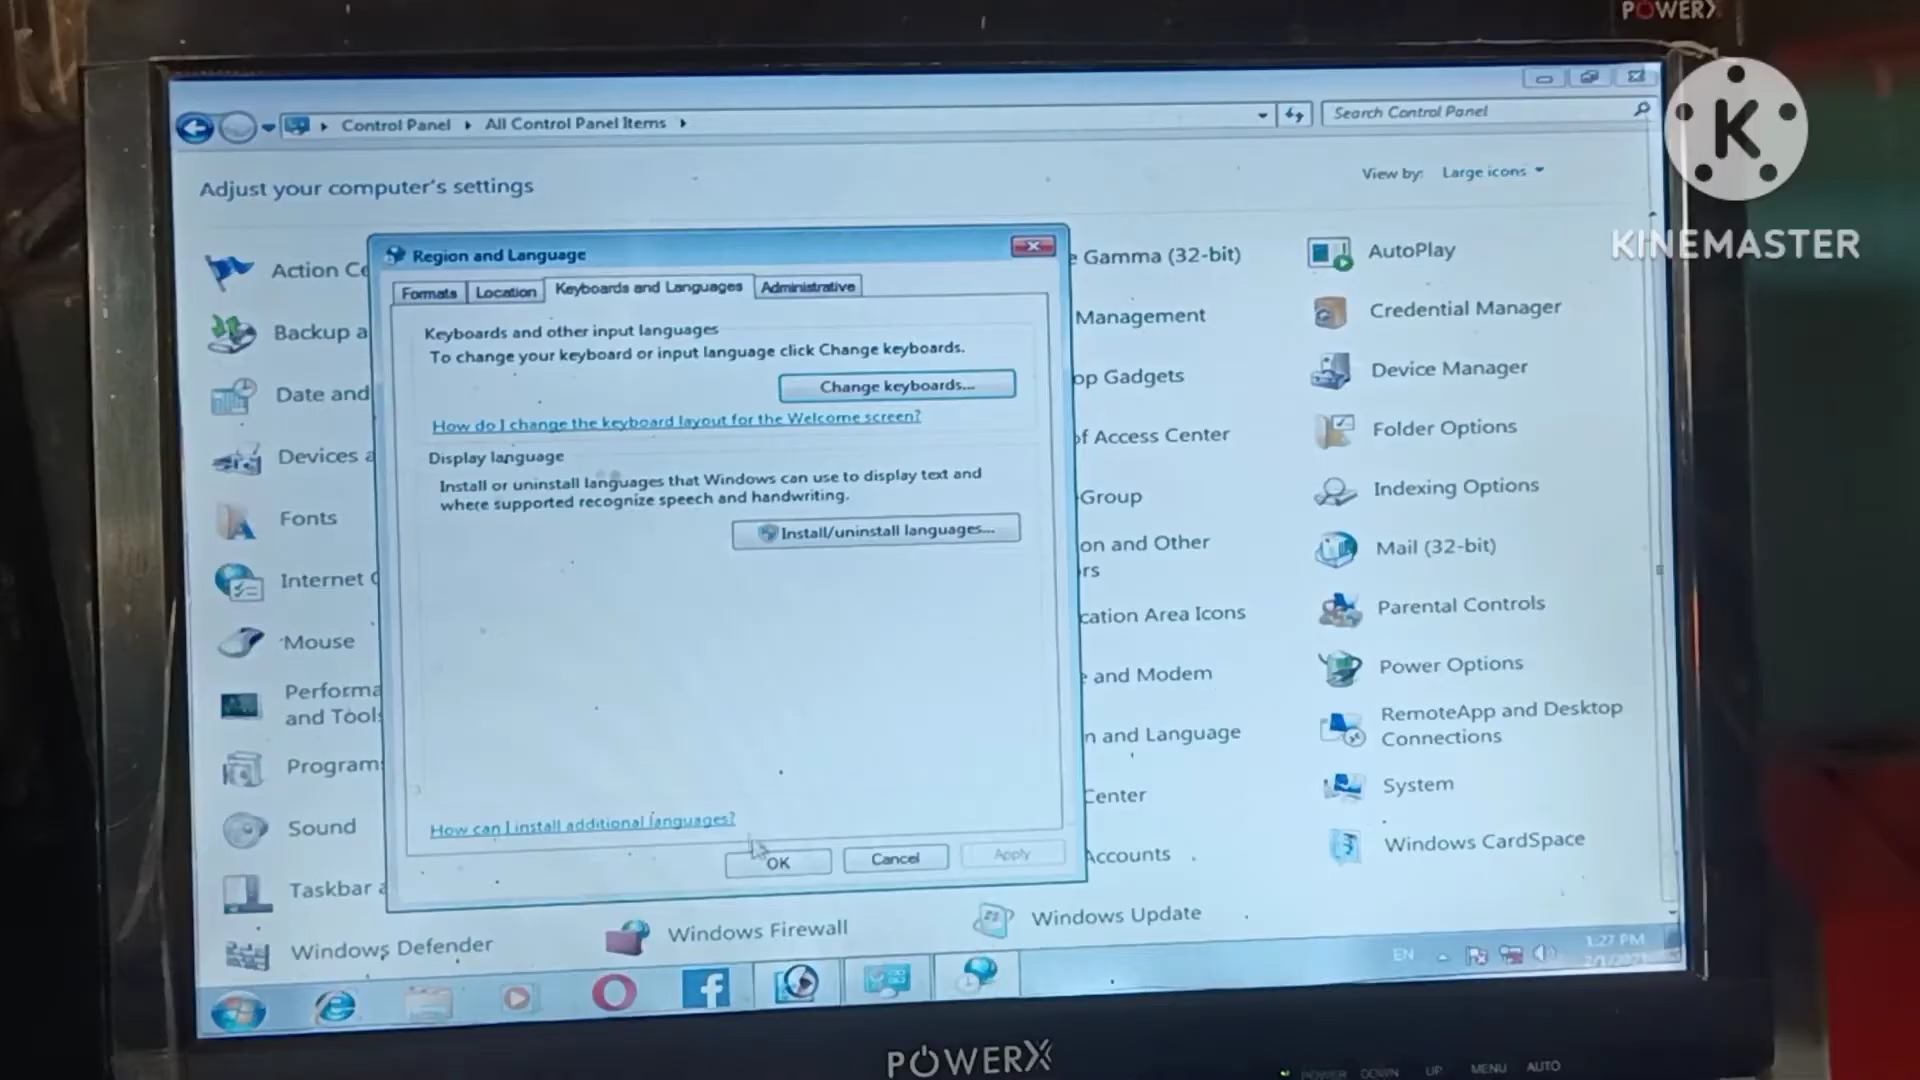 POWERX
Control Panel
All Control Panel Items
Search Control Panel
Adjust your computer's settings
View by:
Large icons
K
KINEMASTER
Region and Language
Formats
Location
Keyboards and Languages
Administrative
Keyboards and other input languages
To change your keyboard or input language click Change keyboards.
Change keyboards...
How do I change the keyboard layout for the Welcome screen?
Display language
Install or uninstall languages that Windows can use to display text and
where supported recognize speech and handwriting.
Install/uninstall languages...
How can I install additional languages?
OK
Cancel
Apply
Action Ce
Backup a
Date and
Devices a
Fonts
Internet
Mouse
Performa
and Tools
Program
Sound
Taskbar a
Windows Defender
Windows Firewall
Windows Update
Gamma (32-bit)
Management
op Gadgets
of Access Center
Group
on and Other
rs
cation Area Icons
and Modem
n and Language
Center
Accounts
AutoPlay
Credential Manager
Device Manager
Folder Options
Indexing Options
Mail (32-bit)
Parental Controls
Power Options
RemoteApp and Desktop
Connections
System
Windows CardSpace
EN
1:27 PM
POWERX
POWER
DOWN
UP
MENU
AUTO